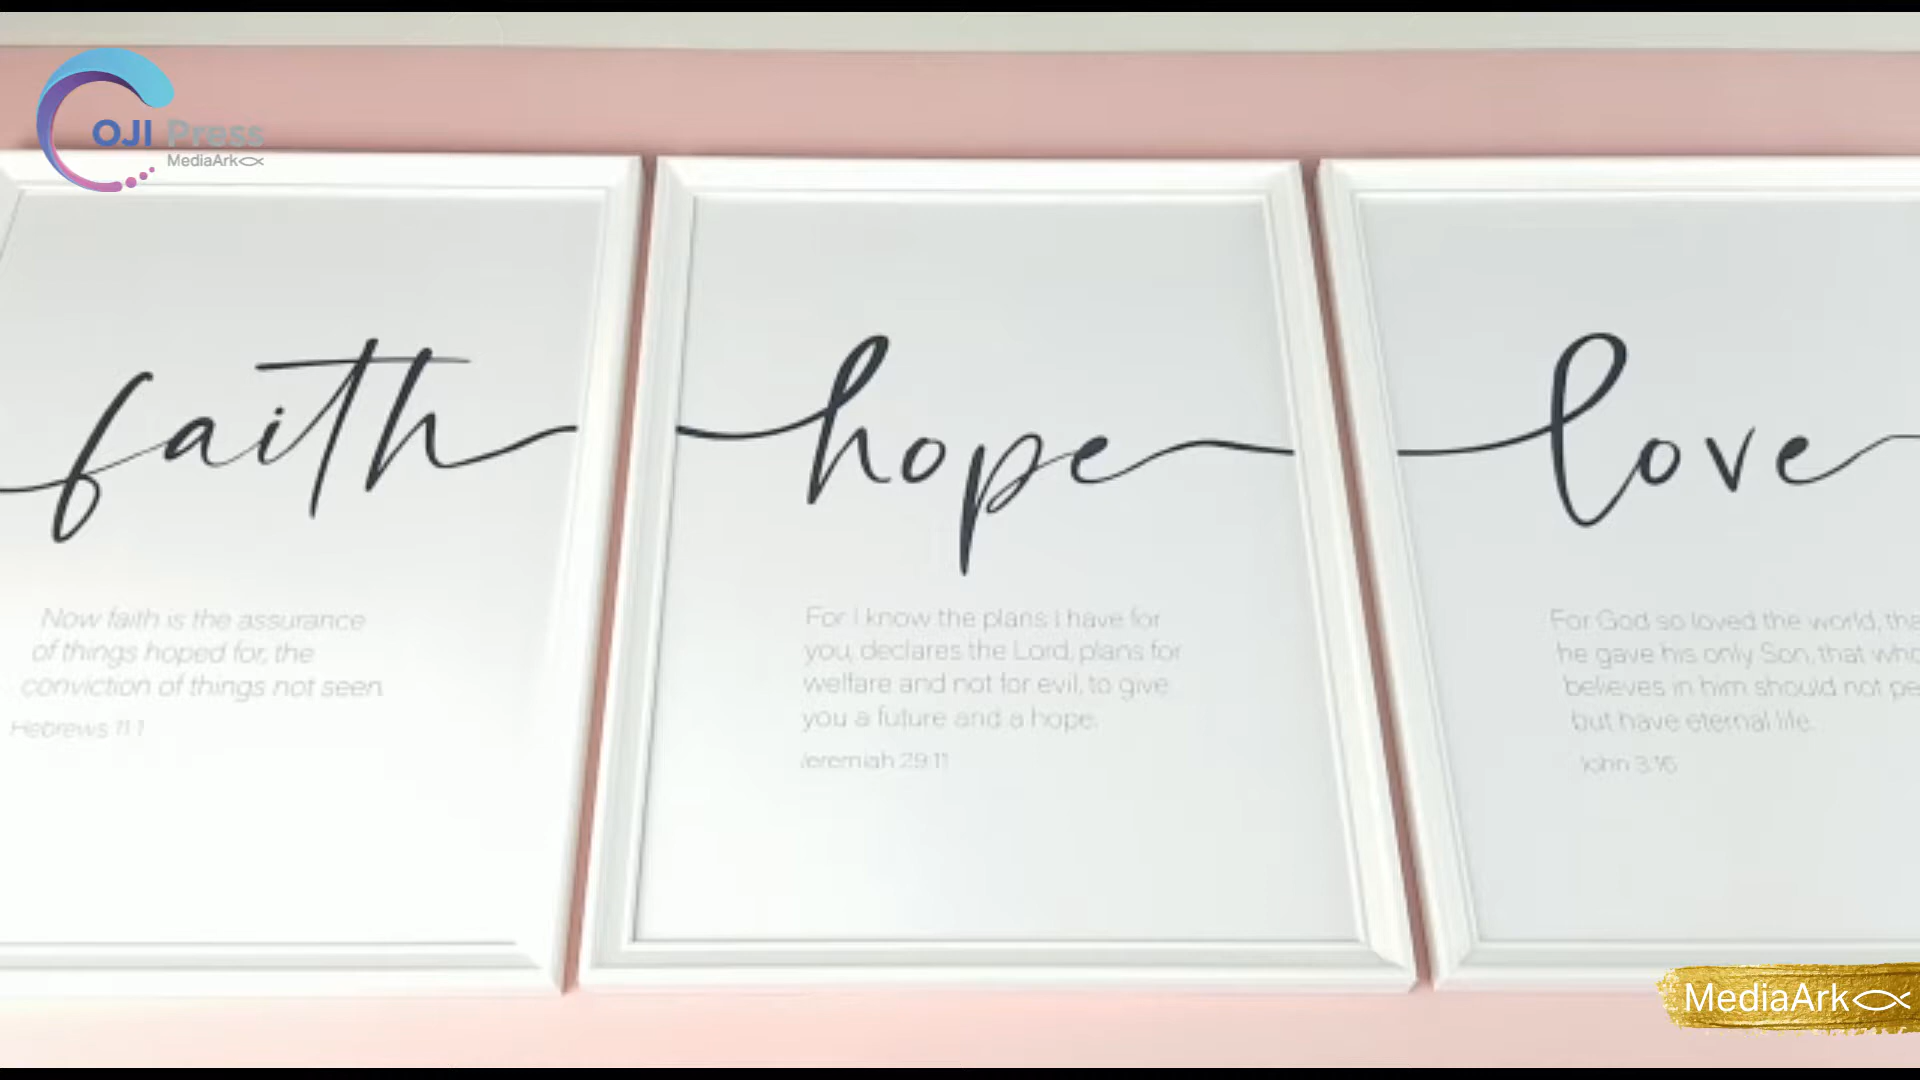 OJI Press
MediaArk
faith
Now faith is the assurance
of things hoped for, the
conviction of things not seen
Hebrews 11:1
hope
For I know the plans I have for
you, declares the Lord, plans for
welfare and not for evil, to give
you a future and a hope.
Jeremiah 29:11
love
For God so loved the world, tha
he gave his only Son, that who
believes in him should not pe
but have eternal life.
John 3:16
MediaArk